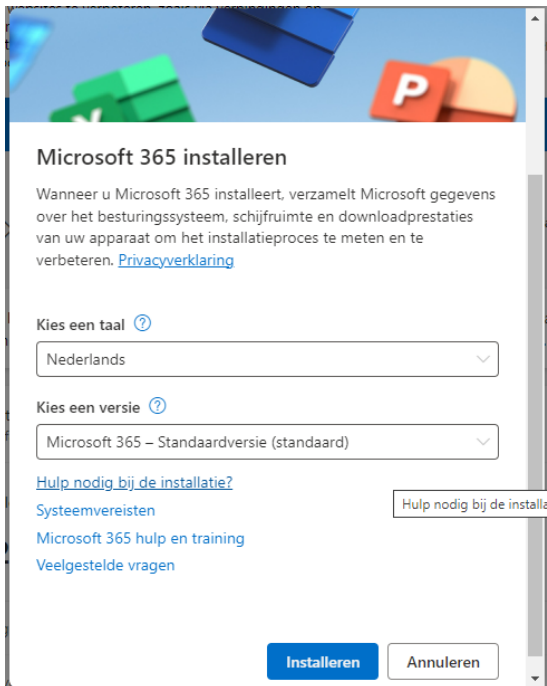 P
X
Microsoft 365 installeren
Wanneer u Microsoft 365 installeert, verzamelt Microsoft gegevens
over het besturingssysteem, schijfruimte en downloadprestaties
van uw apparaat om het installatieproces te meten en te
verbeteren. Privacyverklaring
Kies een taal ?
Nederlands
Kies een versie ?
Microsoft 365 – Standaardversie (standaard)
Hulp nodig bij de installatie?
Hulp nodig bij de installa
Systeemvereisten
Microsoft 365 hulp en training
Veelgestelde vragen
Installeren
Annuleren